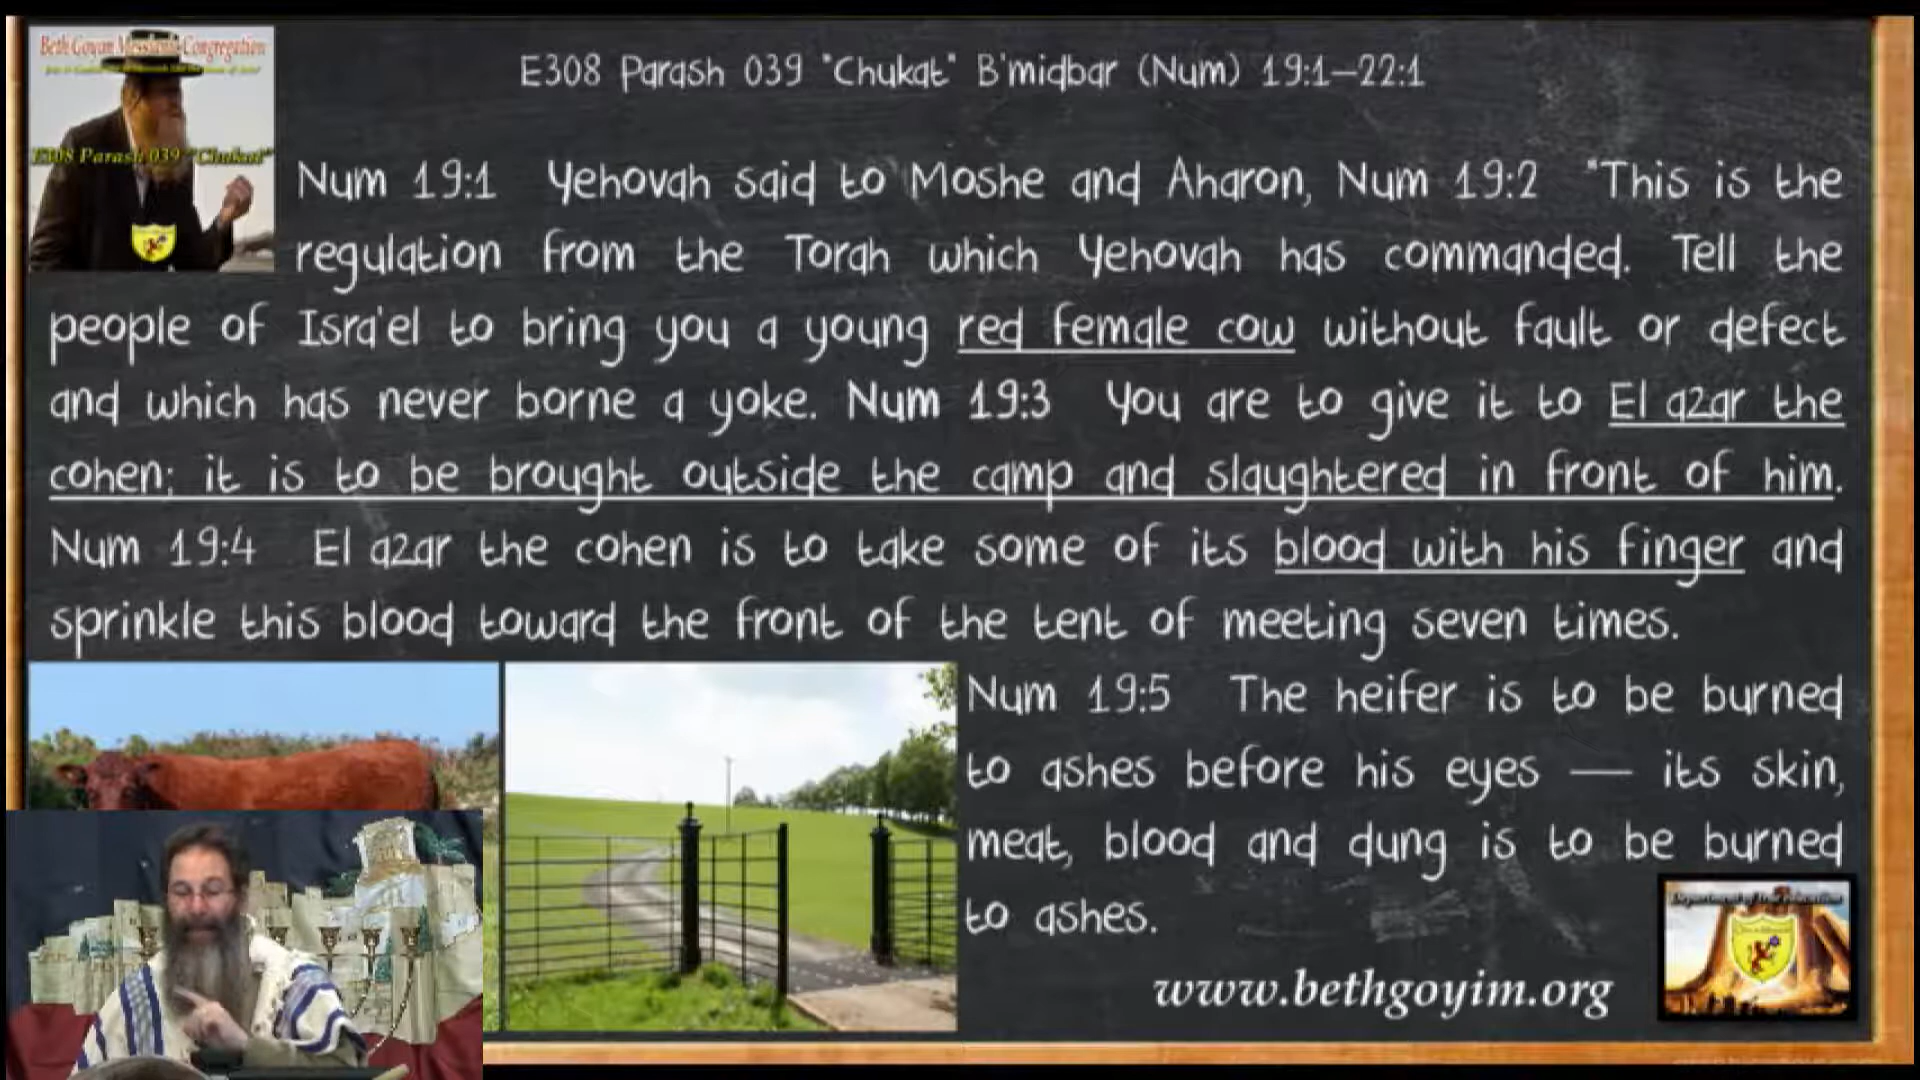 Beth Goyim Messianic Congregation
E308 Parash 039 "Chukat"
E308 Parash 039 "Chukat" B'midbar (Num) 19:1–22:1
Num 19:1 Yehovah said to Moshe and Aharon, Num 19:2 "This is the
regulation from the Torah which Yehovah has commanded. Tell the
people of Isra'el to bring you a young red female cow without fault or defect
and which has never borne a yoke. Num 19:3 You are to give it to El azar the
cohen; it is to be brought outside the camp and slaughtered in front of him.
Num 19:4 El azar the cohen is to take some of its blood with his finger and
sprinkle this blood toward the front of the tent of meeting seven times.
Num 19:5 The heifer is to be burned
to ashes before his eyes — its skin,
meat, blood and dung is to be burned
to ashes.
www.bethgoyim.org
Department of true education